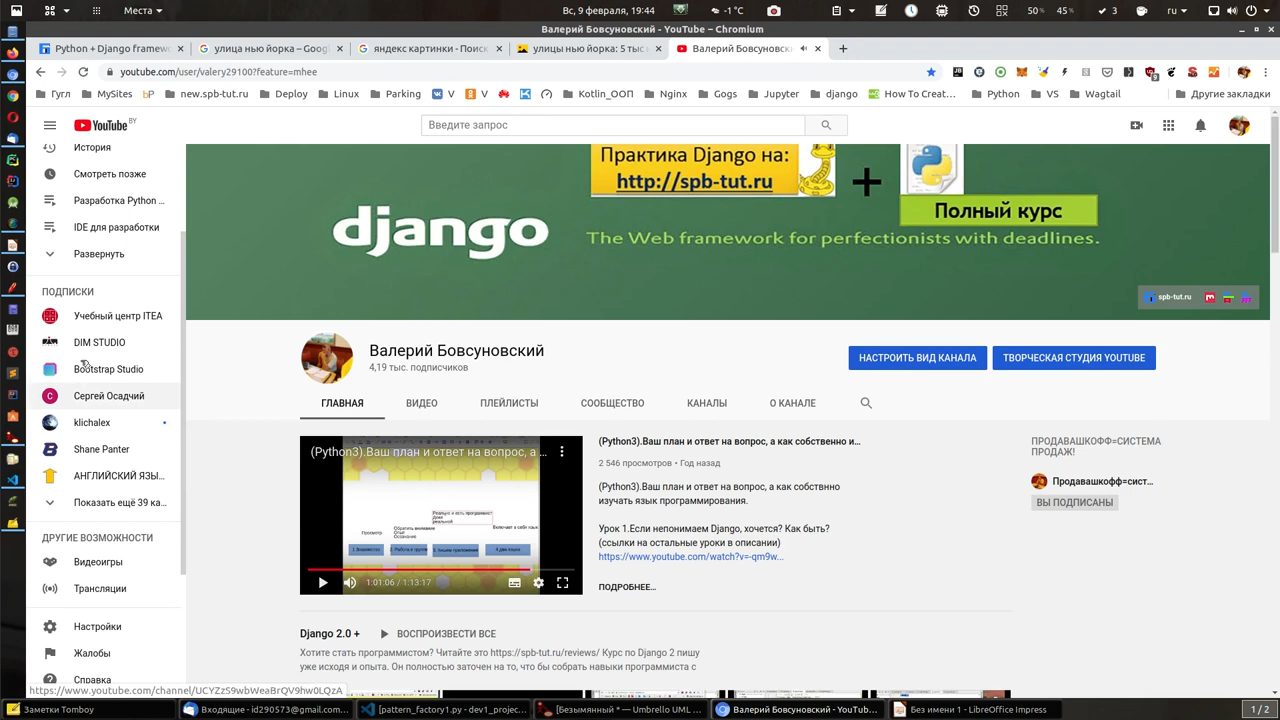 Места
Вс, 9 февраля, 19:44
-1°C
50%
45%
ru
Валерий Бовсуновский - YouTube – Chromium
Python + Django framew
улица нью йорка – Goog
яндекс картинки - Поиск
улицы нью йорка: 5 тыс
Валерий Бовсуновски
youtube.com/user/valery29100?feature=mhee
Гугл
MySites
new.spb-tut.ru
Deploy
Linux
Parking
V
V
Kotlin_ООП
Nginx
Gogs
Jupyter
django
How To Creat…
Python
VS
Wagtail
Другие закладки
YouTube BY
Введите запрос
История
Смотреть позже
Разработка Python ...
IDE для разработки
Развернуть
ПОДПИСКИ
Учебный центр ITEA
DIM STUDIO
Bootstrap Studio
Сергей Осадчий
klichalex
Shane Panter
АНГЛИЙСКИЙ ЯЗЫ...
Показать ещё 39 ка...
ДРУГИЕ ВОЗМОЖНОСТИ
Видеоигры
Трансляции
Настройки
Жалобы
Справка
Практика Django на:
http://spb-tut.ru
+
Полный курс
django
The Web framework for perfectionists with deadlines.
spb-tut.ru
Валерий Бовсуновский
4,19 тыс. подписчиков
НАСТРОИТЬ ВИД КАНАЛА
ТВОРЧЕСКАЯ СТУДИЯ YOUTUBE
ГЛАВНАЯ
ВИДЕО
ПЛЕЙЛИСТЫ
СООБЩЕСТВО
КАНАЛЫ
О КАНАЛЕ
(Python3).Ваш план и ответ на вопрос, а ...
1:01:06 / 1:13:17
(Python3).Ваш план и ответ на вопрос, а как собственно и...
2 546 просмотров • Год назад
(Python3).Ваш план и ответ на вопрос, а как собствнно
изучать язык программирования.
Урок 1.Если непонимаем Django, хочется? Как быть?
(ссылки на остальные уроки в описании)
https://www.youtube.com/watch?v=-qm9w...
ПОДРОБНЕЕ...
ПРОДАВАШКОФФ=СИСТЕМА
ПРОДАЖ!
Продавашкофф=сист...
ВЫ ПОДПИСАНЫ
Django 2.0 +
ВОСПРОИЗВЕСТИ ВСЕ
Хотите стать программистом? Читайте это https://spb-tut.ru/reviews/ Курс по Django 2 пишу
уже исходя и опыта. Он полностью заточен на то, что бы собрать навыки программиста с
https://www.youtube.com/channel/UCYZzS9wbWeaBrQV9hw0LQzA
Заметки Tomboy
Входящие - id290573@gmail.com...
[pattern_factory1.py - dev1_projec...
[Безымянный * — Umbrello UML ...
Валерий Бовсуновский - YouTub...
Без имени 1 - LibreOffice Impress
1 / 2